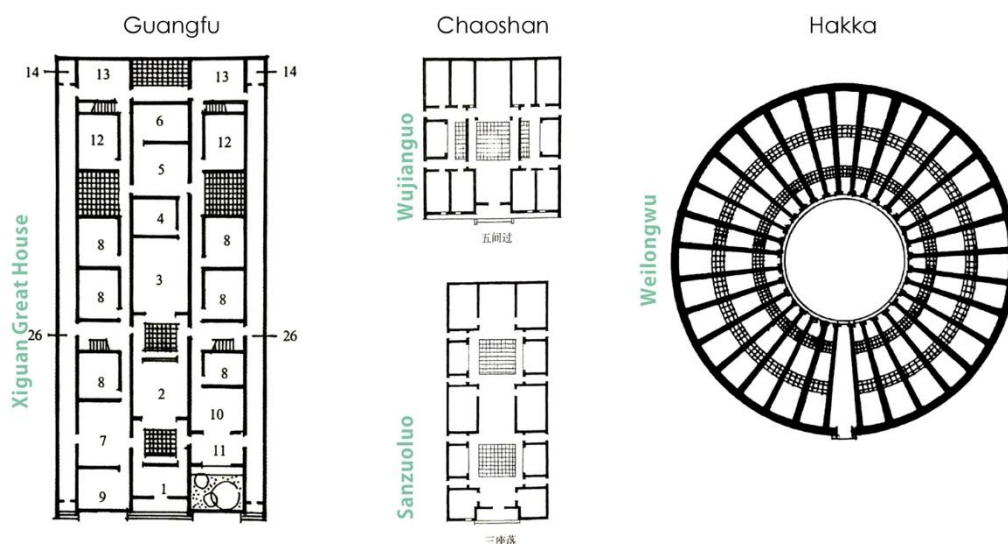 Guangfu
Chaoshan
Hakka
Xiguan Great House
14
13
13
14
6
12
12
5
4
8
8
3
8
8
26
26
8
8
2
10
7
11
1
9
Wujianguo
五间过
Sanzuoluo
三座落
Weilongwu